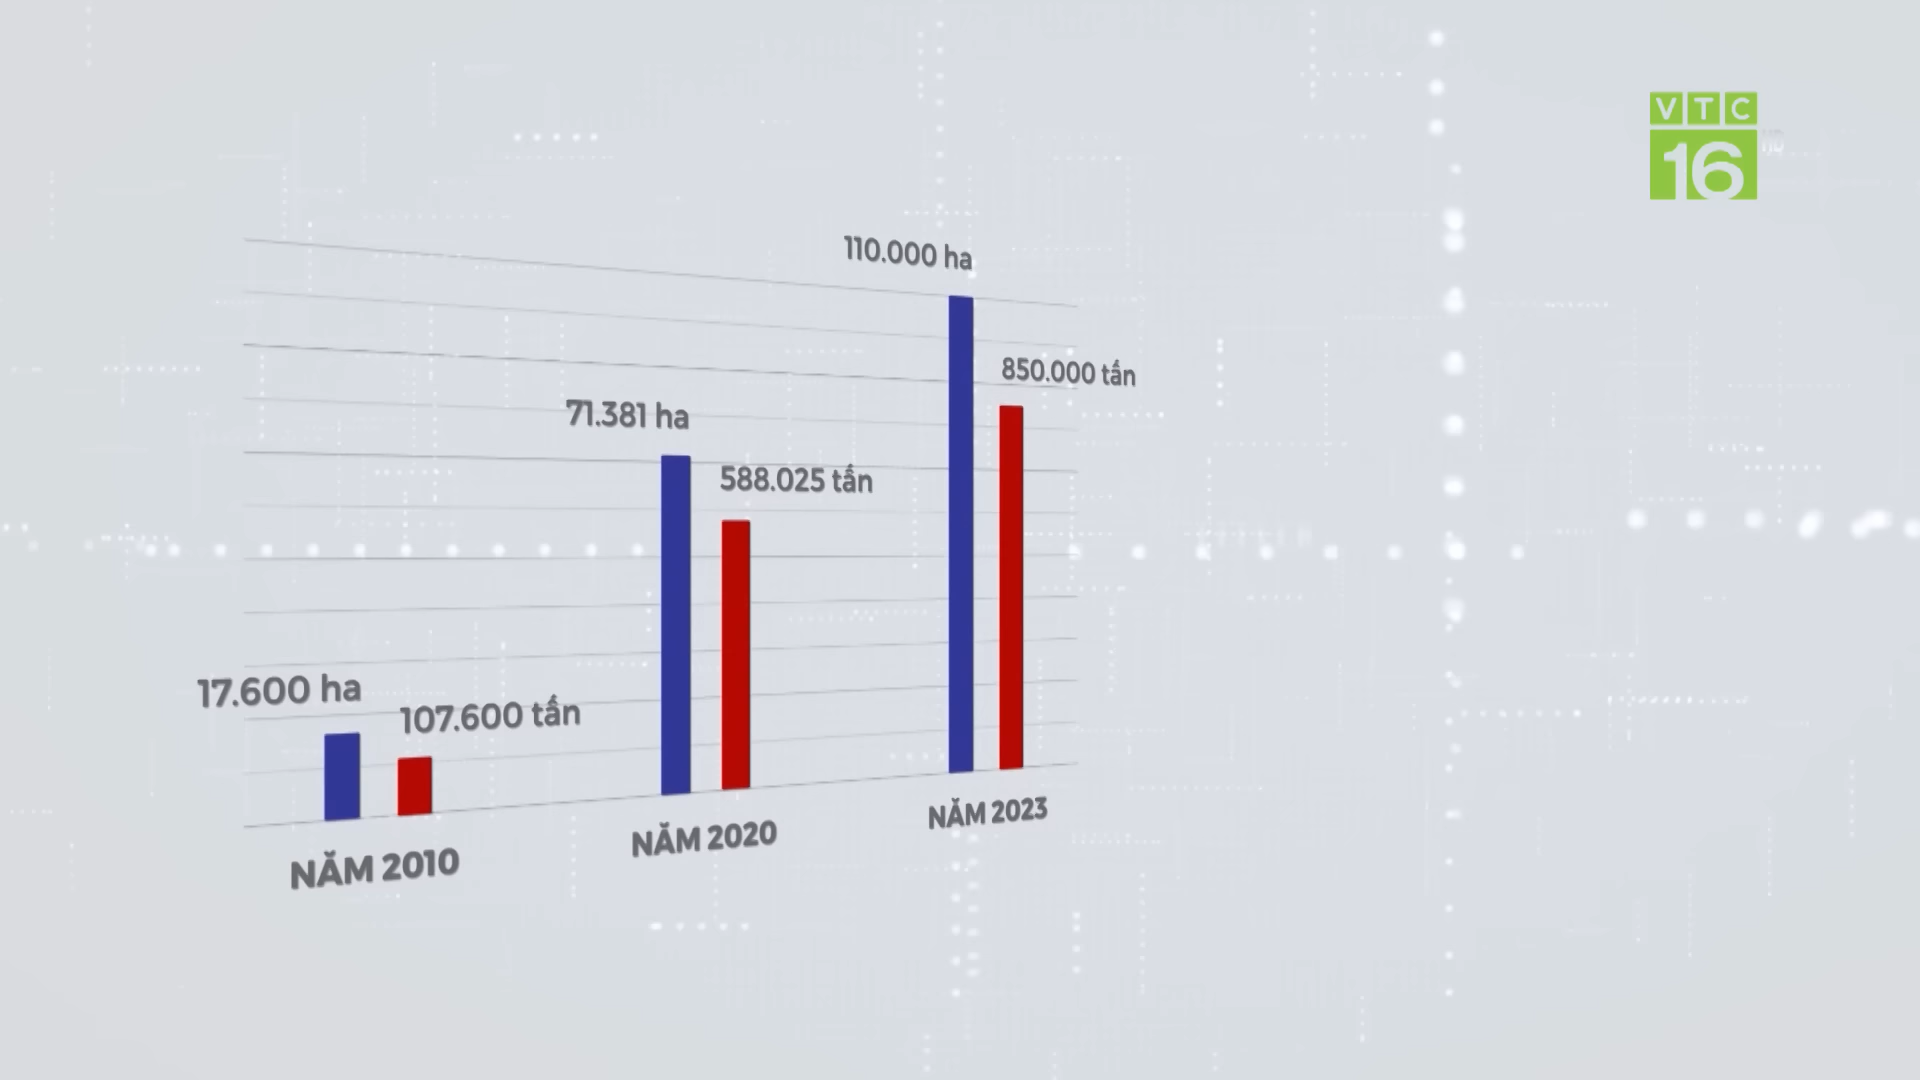 VTC
16
HD
110.000 ha
850.000 tấn
71.381 ha
588.025 tấn
17.600 ha
107.600 tấn
NĂM 2010
NĂM 2020
NĂM 2023